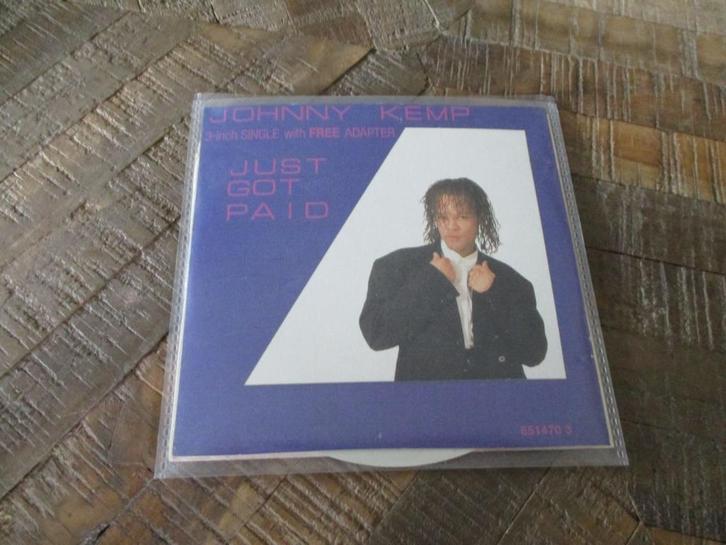 JOHNNY KEMP
3-inch SINGLE with FREE ADAPTER
JUST
GOT
PAID
651470 3